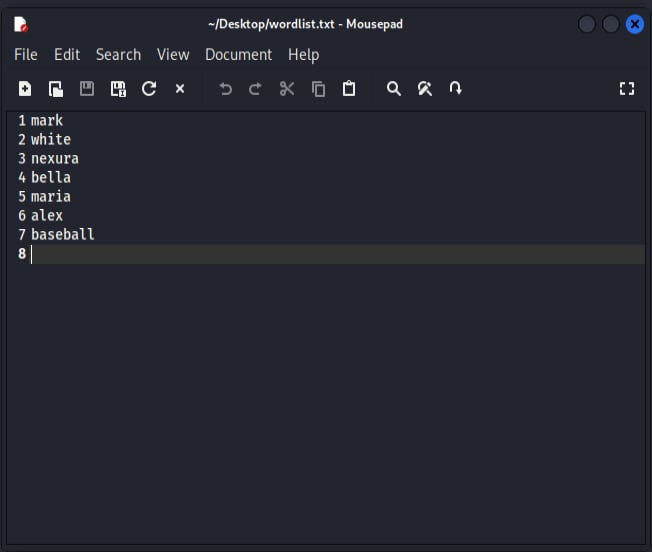 ~/Desktop/wordlist.txt - Mousepad
File Edit Search View Document Help
1 mark
2 white
3 nexura
4 bella
5 maria
6 alex
7 baseball
8